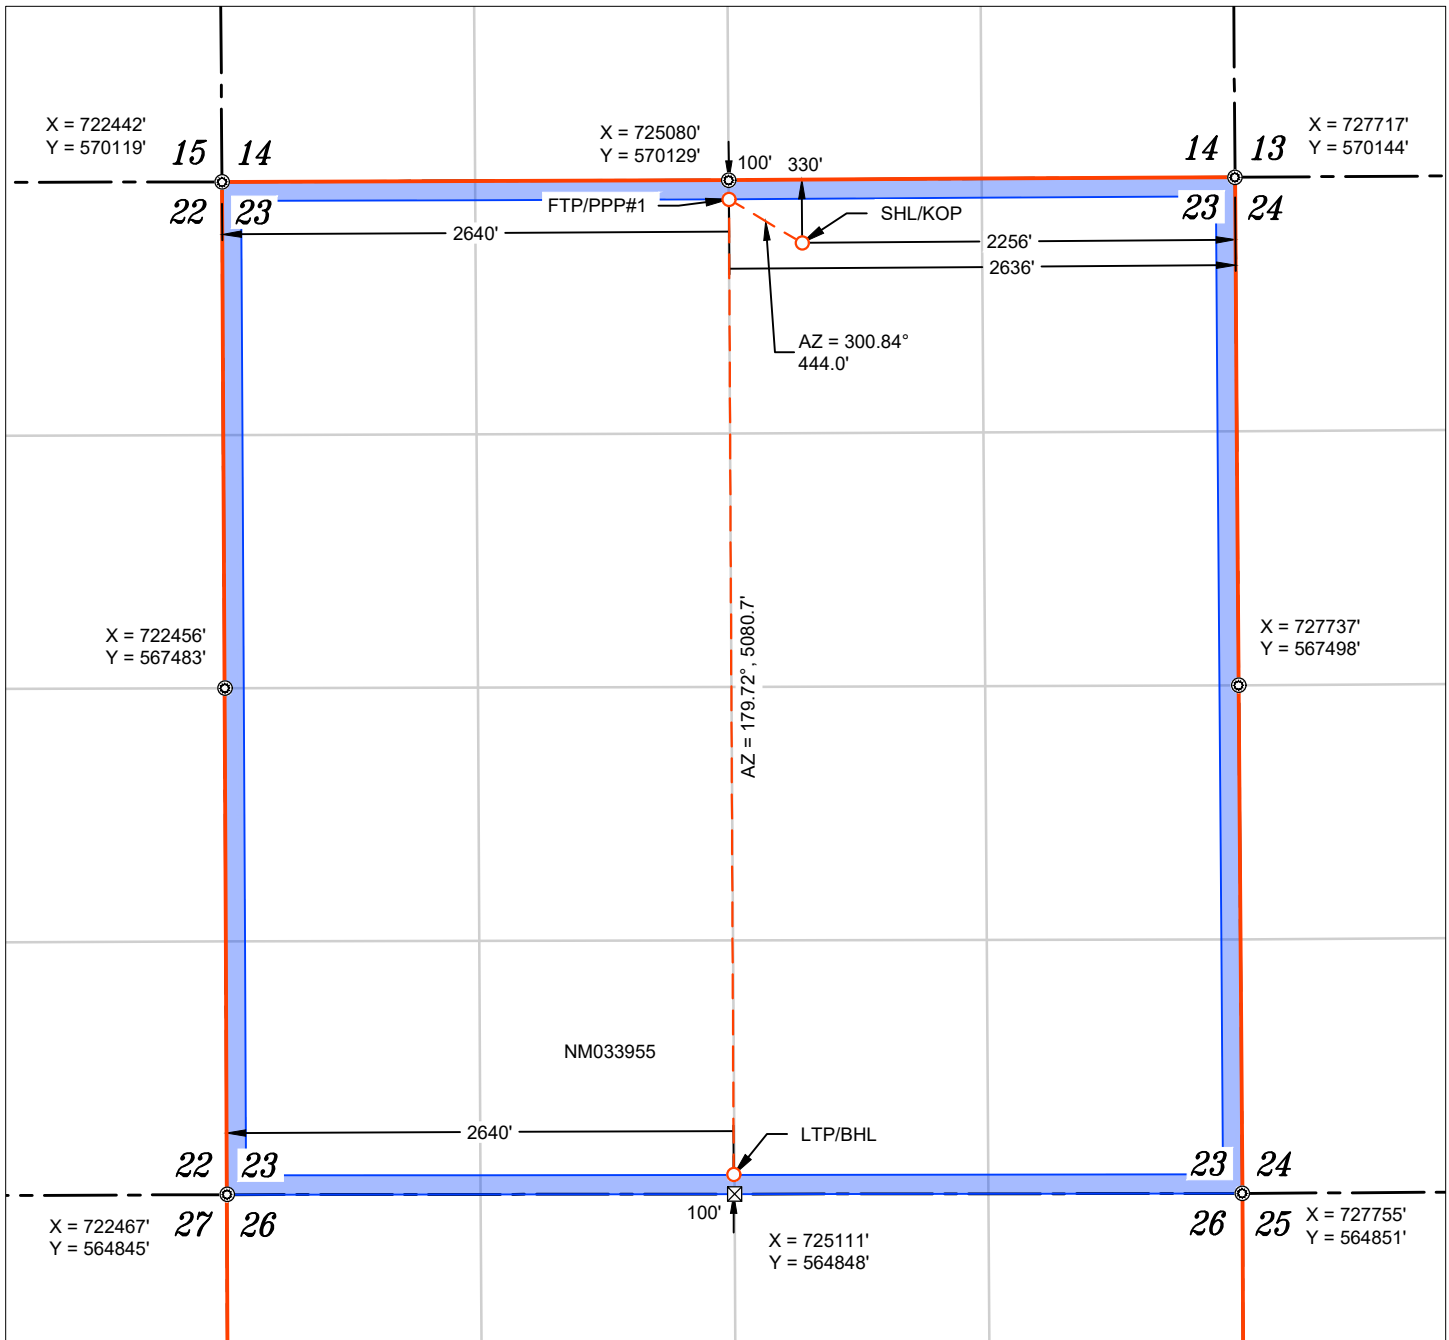 X = 722442'
Y = 570119'
15 14
22 23
X = 725080'
Y = 570129'
100' 330'
14 13
23 24
X = 727717'
Y = 570144'
FTP/PPP#1
SHL/KOP
2640'
2256'
2636'
AZ = 300.84°
444.0'
X = 722456'
Y = 567483'
AZ = 179.72°, 5080.7'
X = 727737'
Y = 567498'
NM033955
2640'
LTP/BHL
22 23
27 26
X = 722467'
Y = 564845'
100'
X = 725111'
Y = 564848'
23 24
26 25
X = 727755'
Y = 564851'